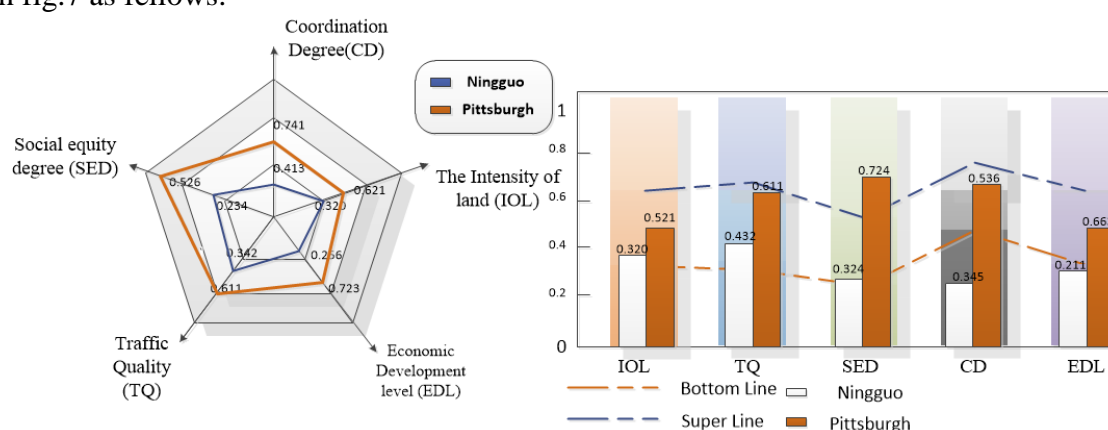 fig.7 as fellows:
Coordination
Degree(CD)
Ningguo
Pittsburgh
0.741
0.413
Social equity
degree (SED)
0.526
0.234
0.320
0.621
The Intensity of
land (IOL)
0.342
0.256
0.611
0.723
Traffic
Quality
(TQ)
Economic
Development
level (EDL)
1
0.8
0.6
0.4
0.2
0
0.320
0.521
0.432
0.611
0.324
0.724
0.345
0.536
0.211
0.66
IOL
TQ
SED
CD
EDL
Bottom Line
Ningguo
Super Line
Pittsburgh